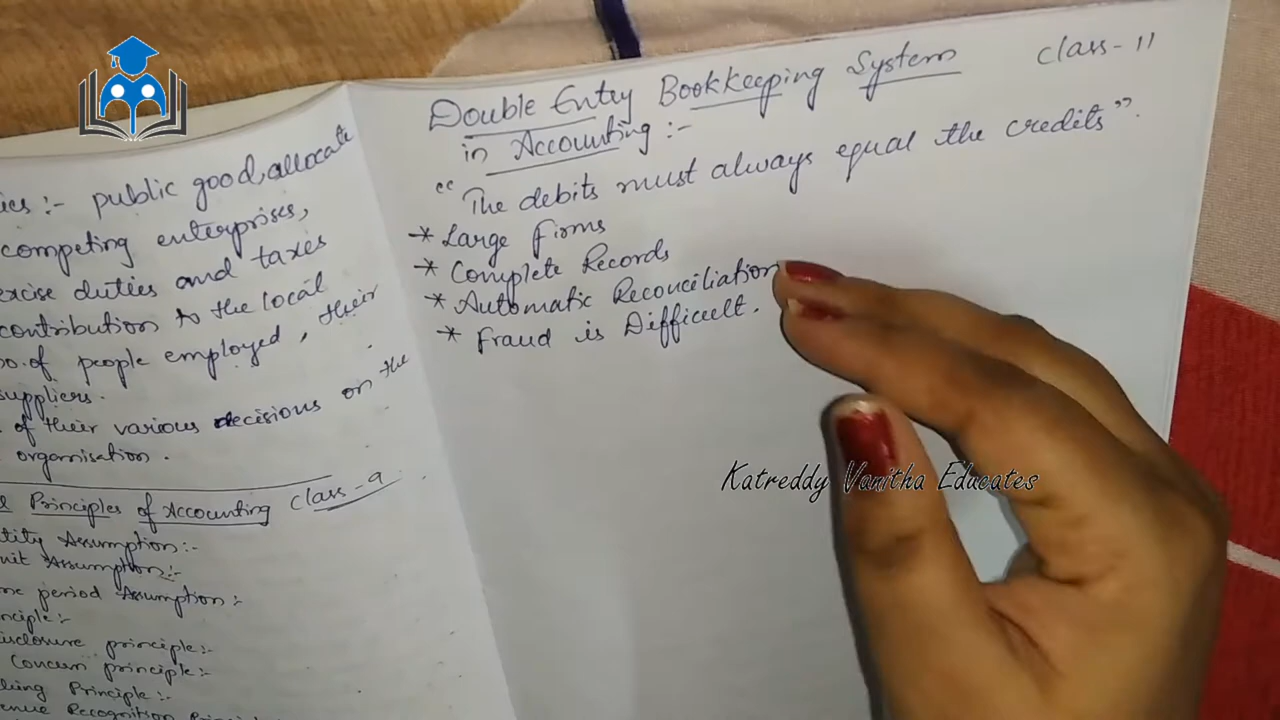 Double Entry Bookkeeping System Class-11
in Accounting :-
"The debits must always equal the credits".
* Large Firms
* Complete Records
* Automatic Reconciliation
* Fraud is Difficult.
:- public good, allocate
competing enterprises,
duties and taxes
contribution to the local
of people employed, their
suppliers.
of their various decisions on the
organisation.
Principles of Accounting Class-9
Assumption:-
Assumption:-
period Assumption:-
principle:-
Concern principle:-
Principle:-
Recognition
Katreddy Vanitha Educates